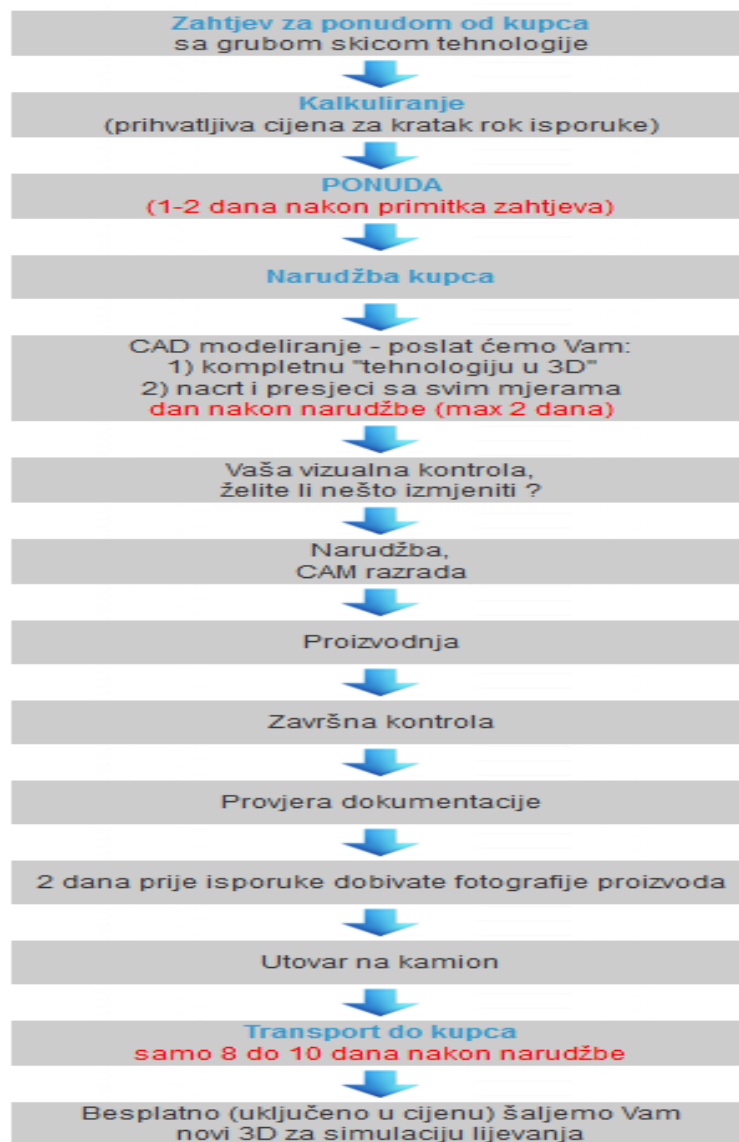 Zahtjev za ponudom od kupca
sa grubom skicom tehnologije
Kalkuliranje
(prihvatljiva cijena za kratak rok isporuke)
PONUDA
(1-2 dana nakon primitka zahtjeva)
Narudžba kupca
CAD modeliranje - poslat ćemo Vam:
1) kompletnu "tehnologiju u 3D"
2) nacrt i presjeci sa svim mjerama
dan nakon narudžbe (max 2 dana)
Vaša vizualna kontrola,
želite li nešto izmjeniti ?
Narudžba,
CAM razrada
Proizvodnja
Završna kontrola
Provjera dokumentacije
2 dana prije isporuke dobivate fotografije proizvoda
Utovar na kamion
Transport do kupca
samo 8 do 10 dana nakon narudžbe
Besplatno (uključeno u cijenu) šaljemo Vam
novi 3D za simulaciju lijevanja